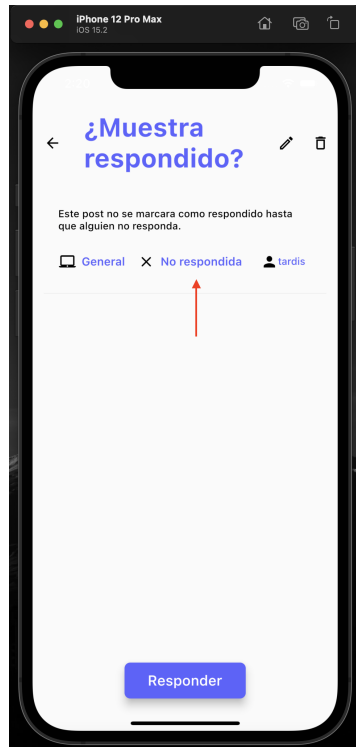 iPhone 12 Pro Max
iOS 15.2
¿Muestra
respondido?
Este post no se marcara como respondido hasta
que alguien no responda.
General No respondida tardis
Responder